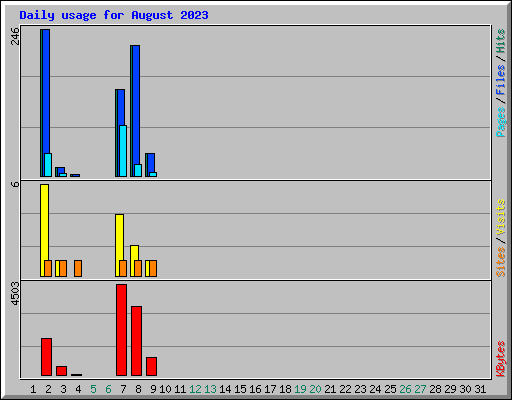 Daily usage for August 2023
246
Pages/Files/Hits
6
Sites/Visits
4503
KBytes
1 2 3 4 5 6 7 8 9 10 11 12 13 14 15 16 17 18 19 20 21 22 23 24 25 26 27 28 29 30 31